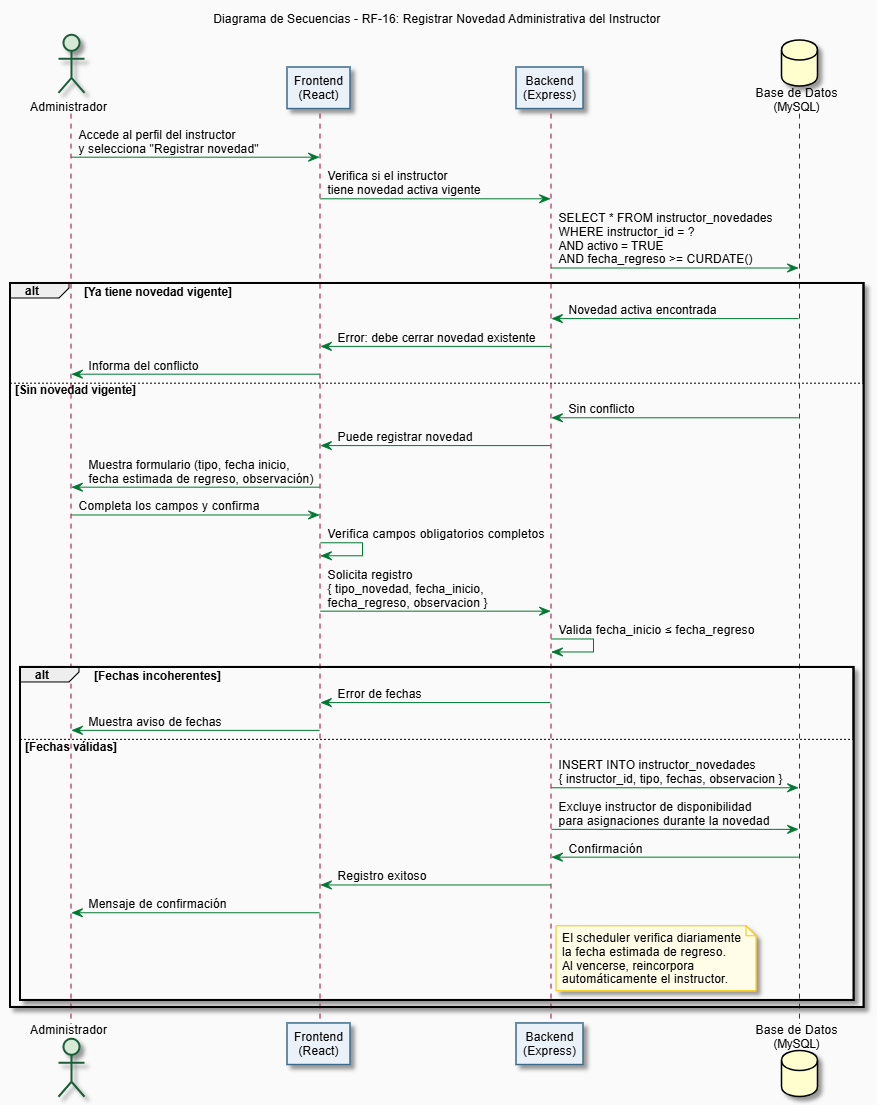 Diagrama de Secuencias - RF-16: Registrar Novedad Administrativa del Instructor
Administrador
Frontend
(React)
Backend
(Express)
Base de Datos
(MySQL)
Accede al perfil del instructor
y selecciona "Registrar novedad"
Verifica si el instructor
tiene novedad activa vigente
SELECT * FROM instructor_novedades
WHERE instructor_id = ?
AND activo = TRUE
AND fecha_regreso >= CURDATE()
alt
[Ya tiene novedad vigente]
Novedad activa encontrada
Error: debe cerrar novedad existente
Informa del conflicto
[Sin novedad vigente]
Sin conflicto
Puede registrar novedad
Muestra formulario (tipo, fecha inicio,
fecha estimada de regreso, observación)
Completa los campos y confirma
Verifica campos obligatorios completos
Solicita registro
{ tipo_novedad, fecha_inicio,
fecha_regreso, observacion }
Valida fecha_inicio ≤ fecha_regreso
alt
[Fechas incoherentes]
Error de fechas
Muestra aviso de fechas
[Fechas válidas]
INSERT INTO instructor_novedades
{ instructor_id, tipo, fechas, observacion }
Excluye instructor de disponibilidad
para asignaciones durante la novedad
Confirmación
Registro exitoso
Mensaje de confirmación
El scheduler verifica diariamente
la fecha estimada de regreso.
Al vencerse, reincorpora
automáticamente el instructor.
Administrador
Frontend
(React)
Backend
(Express)
Base de Datos
(MySQL)